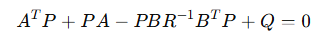 A^T P + PA − PBR^{−1}B^T P + Q = 0